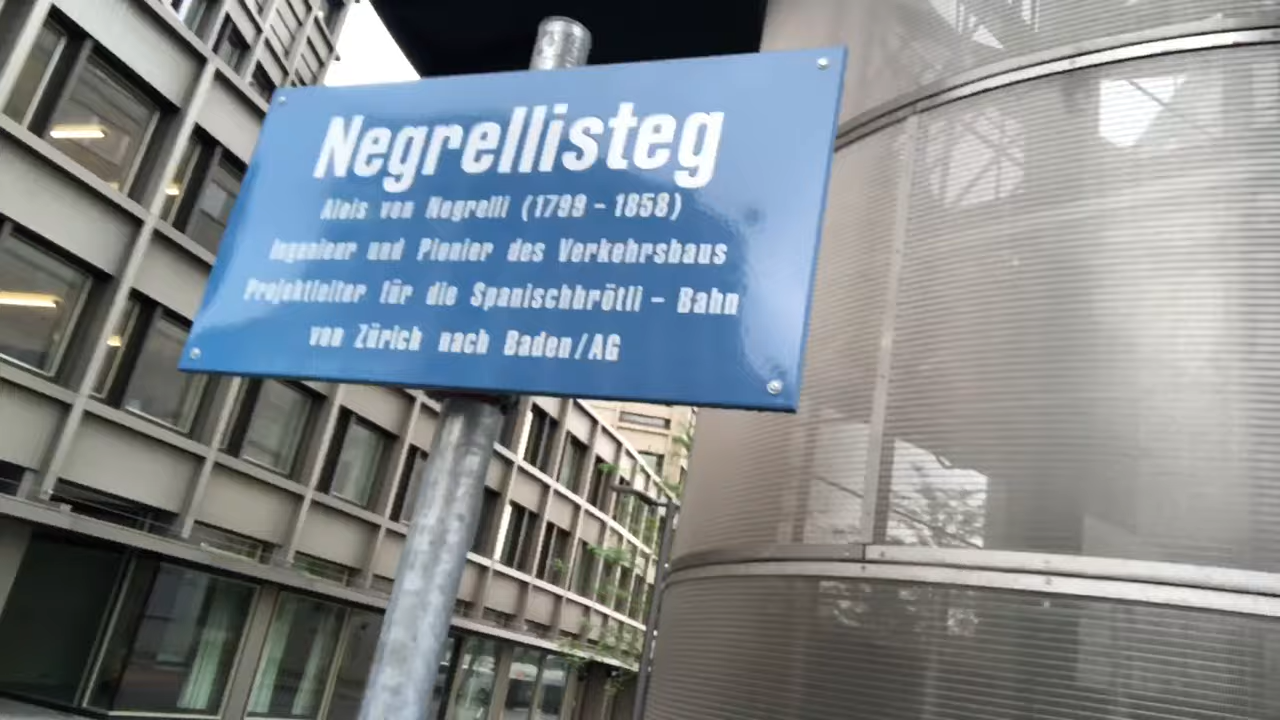 Negrellisteg
Alois von Negrelli (1799 – 1858)
Ingenieur und Pionier des Verkehrsbaus
Projektleiter für die Spanischbrötli – Bahn
von Zürich nach Baden/AG